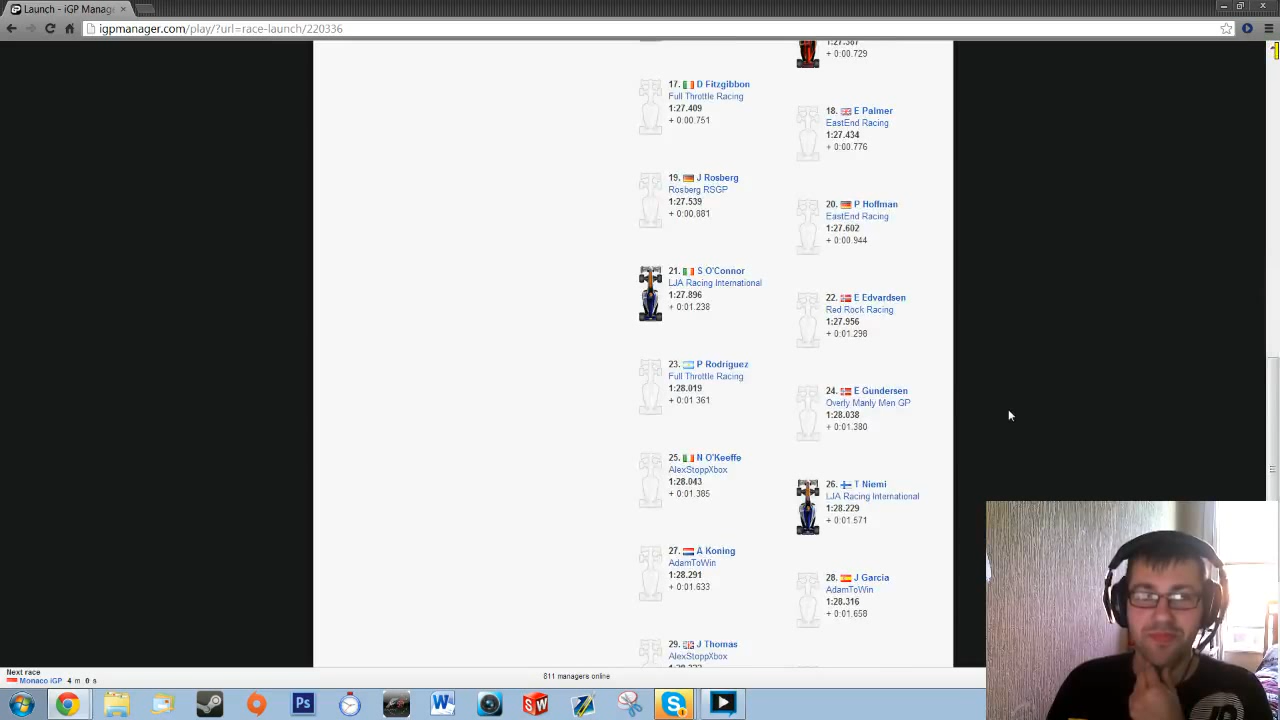 Launch - iGP Manag
igpmanager.com/play/?url=race-launch/220336
1:27.387
+ 0:00.729
17. D Fitzgibbon
Full Throttle Racing
1:27.409
+ 0:00.751
18. E Palmer
EastEnd Racing
1:27.434
+ 0:00.776
19. J Rosberg
Rosberg RSGP
1:27.539
+ 0:00.881
20. P Hoffman
EastEnd Racing
1:27.602
+ 0:00.944
21. S O'Connor
LJA Racing International
1:27.896
+ 0:01.238
22. E Edvardsen
Red Rock Racing
1:27.956
+ 0:01.298
23. P Rodriguez
Full Throttle Racing
1:28.019
+ 0:01.361
24. E Gundersen
Overly Manly Men GP
1:28.038
+ 0:01.380
25. N O'Keeffe
AlexStoppXbox
1:28.043
+ 0:01.385
26. T Niemi
LJA Racing International
1:28.229
+ 0:01.571
27. A Koning
AdamToWin
1:28.291
+ 0:01.633
28. J Garcia
AdamToWin
1:28.316
+ 0:01.658
29. J Thomas
AlexStoppXbox
Next race
Monaco iGP 4 m 0 s
811 managers online
Ps
W
SW
S